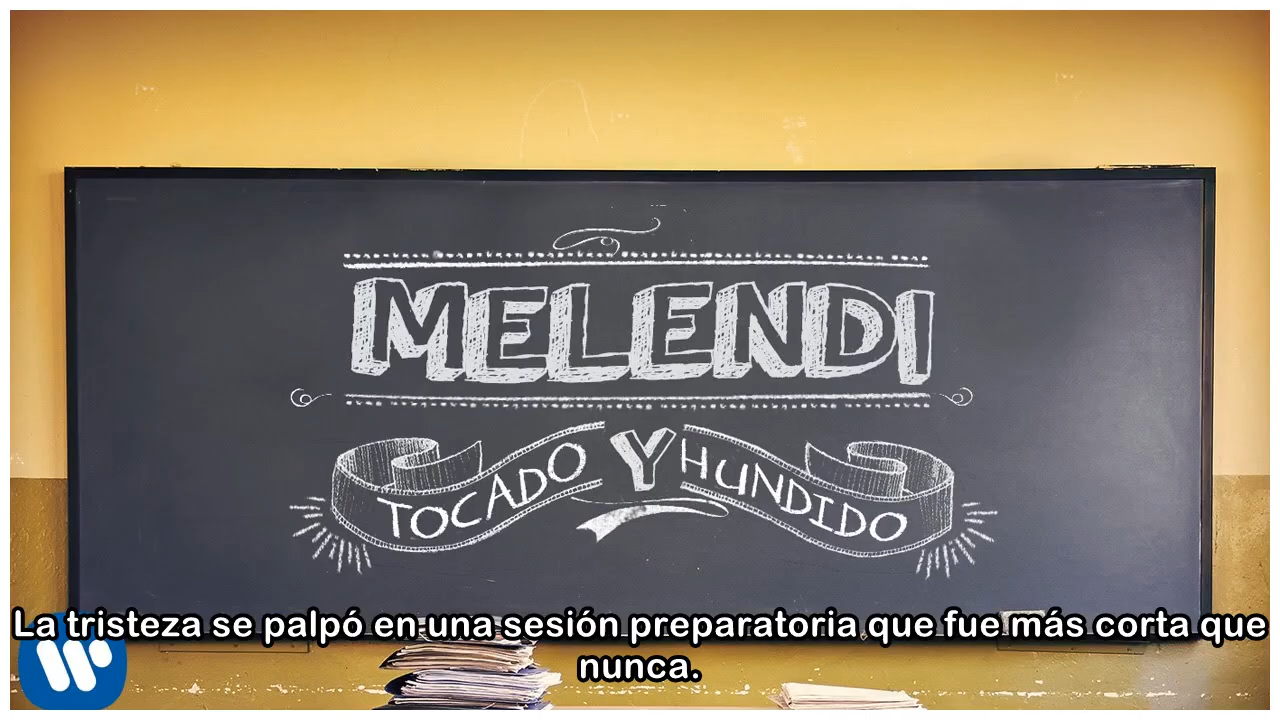 MELENDI
TOCADO Y HUNDIDO
La tristeza se palpó en una sesión preparatoria que fue más corta que
nunca.